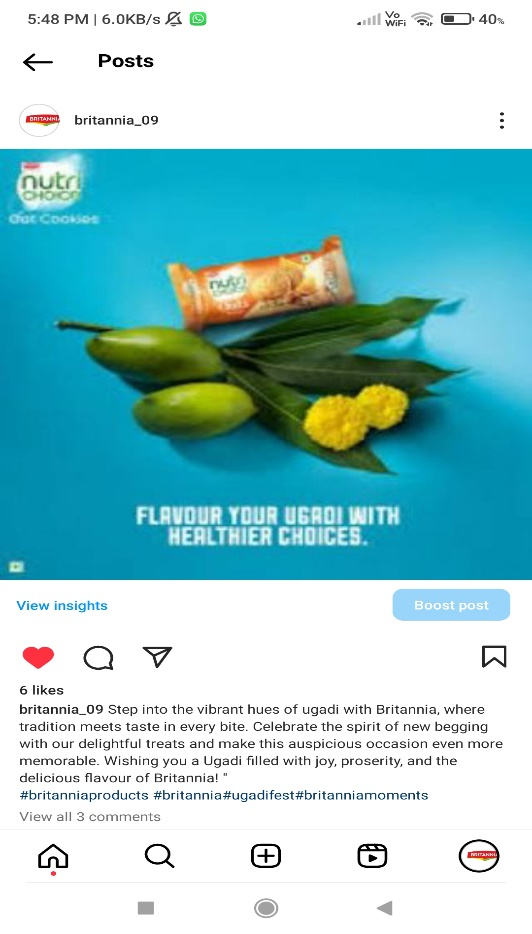 5:48 PM | 6.0KB/s
Vo
WiFi
40%
Posts
BRITANNIA
britannia_09
nutri
CHOICE
Oat Cookies
nutri
CHOICE
FLAVOUR YOUR UGADI WITH
HEALTHIER CHOICES.
View insights
Boost post
6 likes
britannia_09 Step into the vibrant hues of ugadi with Britannia, where
tradition meets taste in every bite. Celebrate the spirit of new begging
with our delightful treats and make this auspicious occasion even more
memorable. Wishing you a Ugadi filled with joy, proserity, and the
delicious flavour of Britannia! "
#britanniaproducts #britannia#ugadifest#britanniamoments
View all 3 comments
BRITANNIA